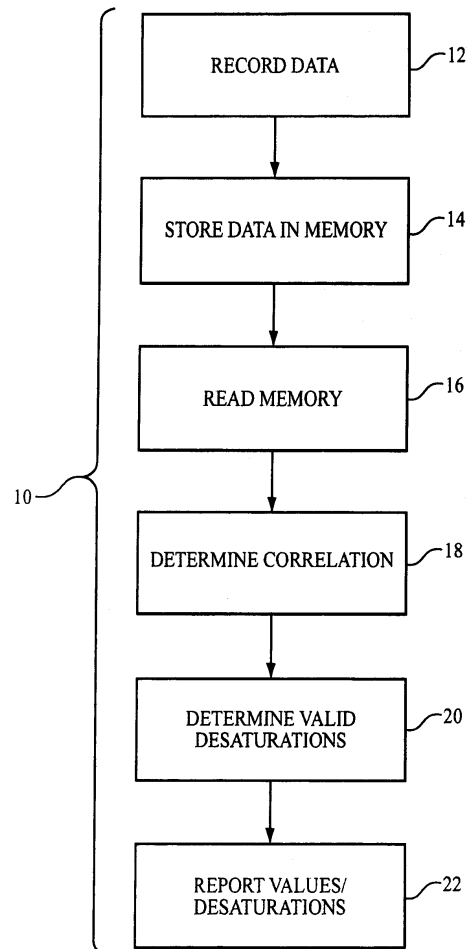 RECORD DATA
12
STORE DATA IN MEMORY
14
READ MEMORY
16
10
DETERMINE CORRELATION
18
DETERMINE VALID
DESATURATIONS
20
REPORT VALUES/
DESATURATIONS
22